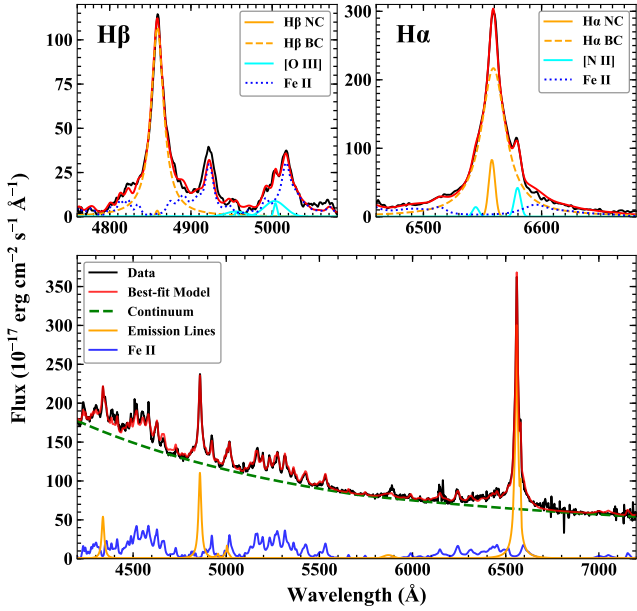 Hβ
Hβ NC
Hβ BC
[O III]
Fe II
100
75
50
25
0
4800
4900
5000
Hα
Hα NC
Hα BC
[N II]
Fe II
300
200
100
0
6500
6600
Data
Best-fit Model
Continuum
Emission Lines
Fe II
350
300
250
200
150
100
50
0
4500
5000
5500
6000
6500
7000
Flux (10⁻¹⁷ erg cm⁻² s⁻¹ Å⁻¹)
Wavelength (Å)